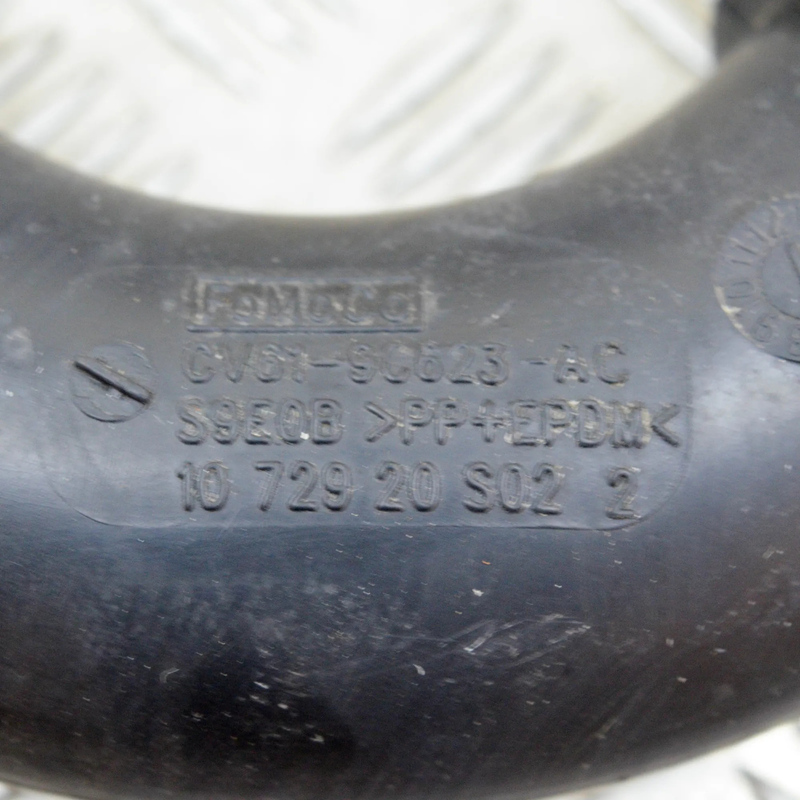 FoMoCo
CV61-9C623-AC
S9E0B >PP+EPDM<
10 729 20 S02 2